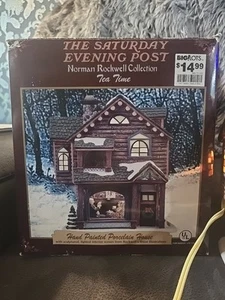 THE SATURDAY
EVENING POST
Norman Rockwell Collection
Tea Time
BIG LOTS
$14.99
Hand Painted Porcelain House
UL